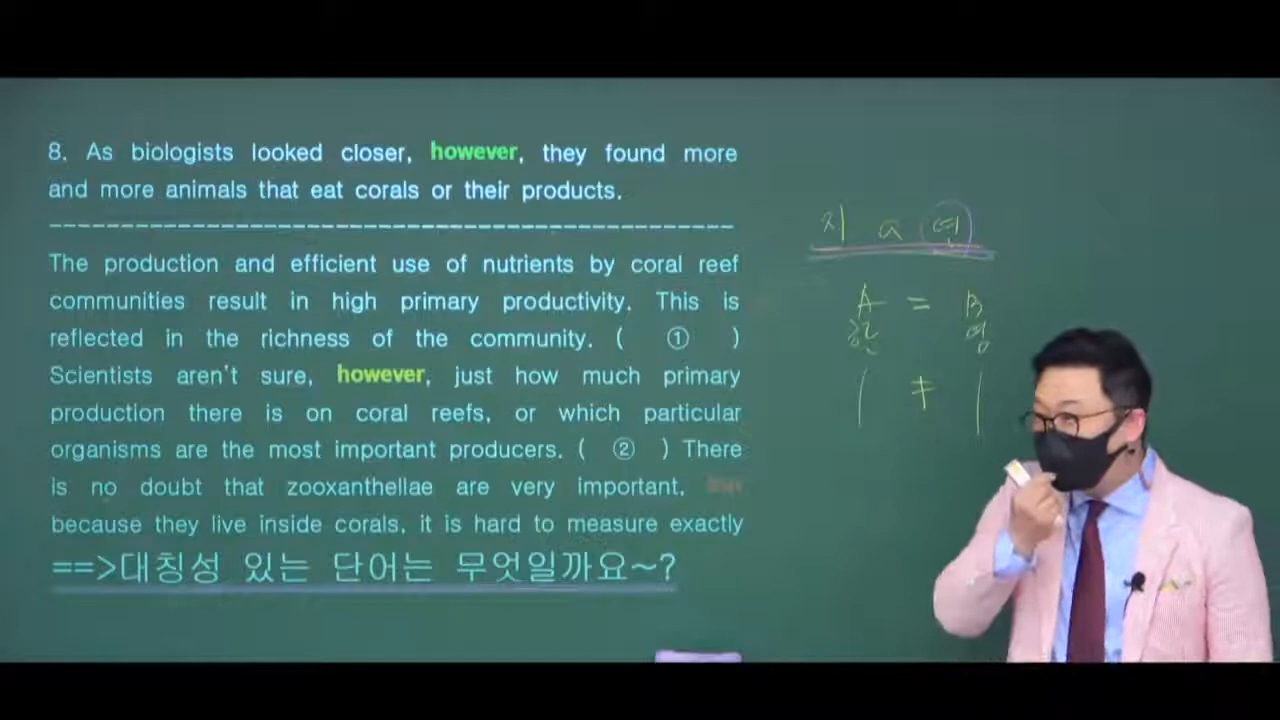 8. As biologists looked closer, however, they found more
and more animals that eat corals or their products.
The production and efficient use of nutrients by coral reef
communities result in high primary productivity. This is
reflected in the richness of the community. ( ① )
Scientists aren't sure, however, just how much primary
production there is on coral reefs, or which particular
organisms are the most important producers. ( ② ) There
is no doubt that zooxanthellae are very important, but
because they live inside corals, it is hard to measure exactly
==>대칭성 있는 단어는 무엇일까요~?
지 a 역
A = B
≠